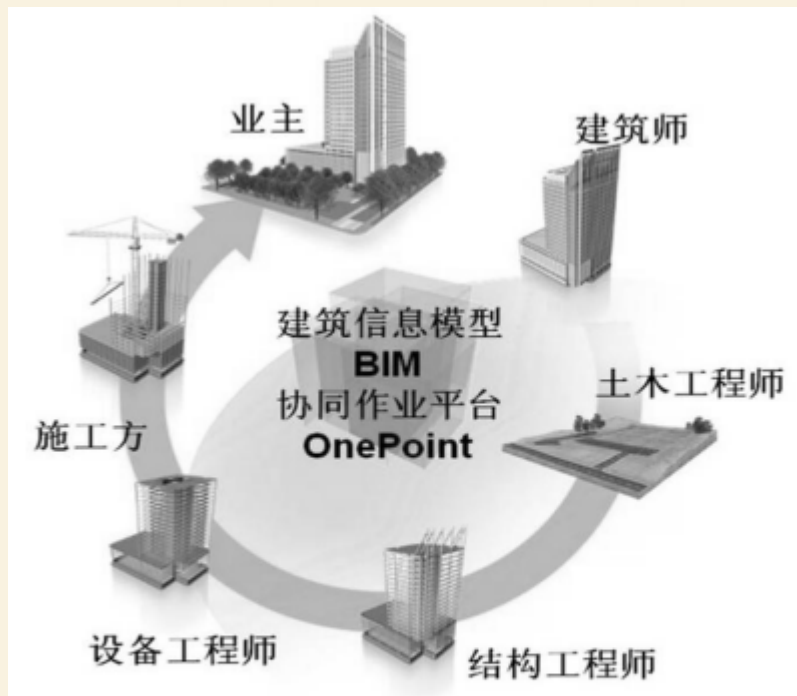 业主
建筑师
建筑信息模型
BIM
协同作业平台
OnePoint
土木工程师
施工方
设备工程师
结构工程师